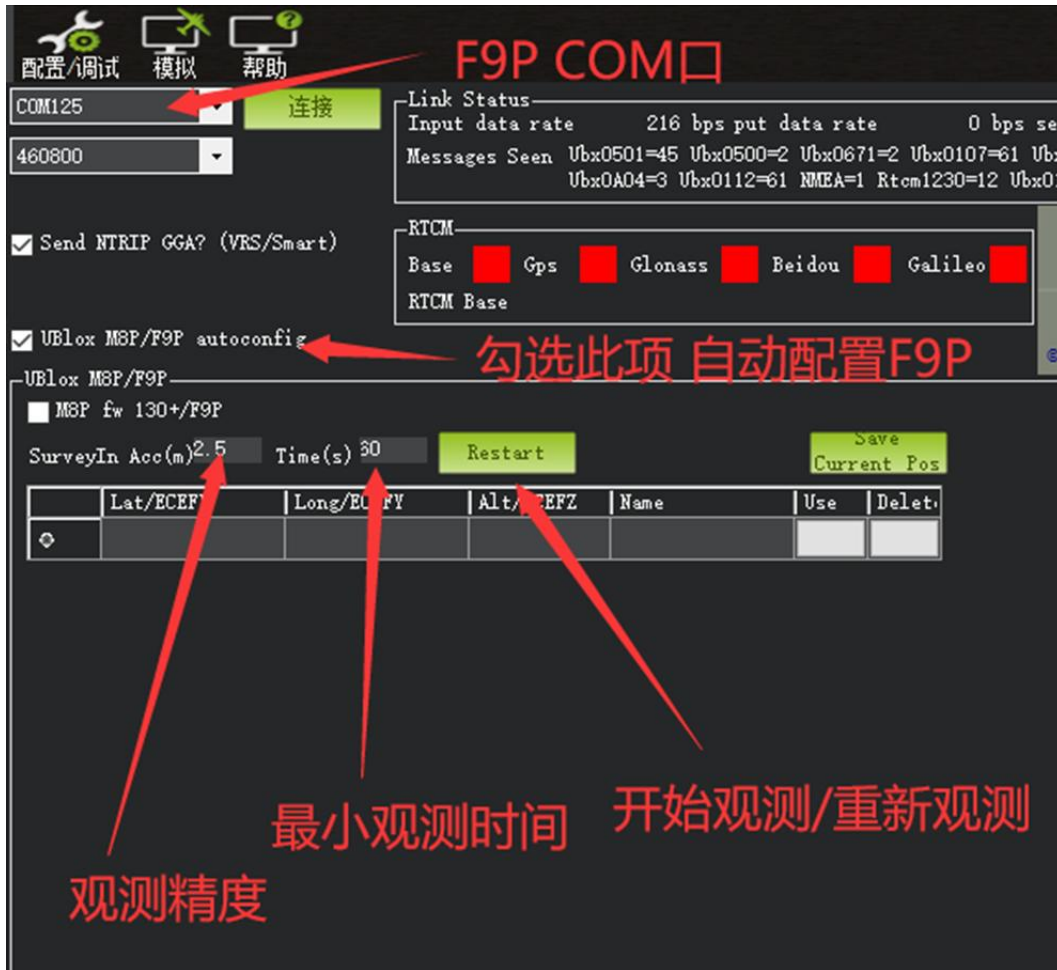 配置/调试 模拟 帮助
F9P COM口
COM125 连接
460800
Link Status
Input data rate 216 bps put data rate 0 bps se
Messages Seen Ubx0501=45 Ubx0500=2 Ubx0671=2 Ubx0107=61 Ub
Ubx0A04=3 Ubx0112=61 NMEA=1 Rtcm1230=12 Ubx0
Send NTRIP GGA? (VRS/Smart)
RTCM
Base Gps Glonass Beidou Galileo
RTCM Base
UBlox M8P/F9P autoconfig
勾选此项 自动配置F9P
UBlox M8P/F9P
M8P fw 130+/F9P
SurveyIn Acc(m) 2.5 Time(s) 60 Restart Save
Current Pos
Lat/ECEF Long/EC FY Alt/ CEFZ Name Use Delet
开始观测/重新观测
最小观测时间
观测精度